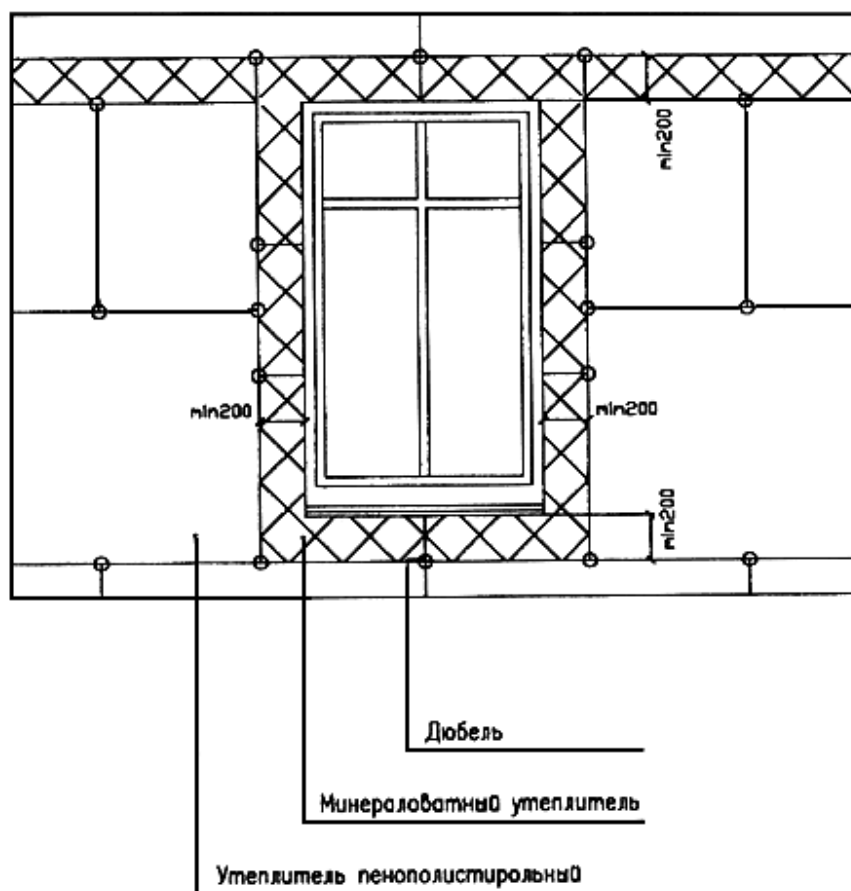 min200
min200
min200
min200
Дюбель
Минераловатный утеплитель
Утеплитель пенополистирольный